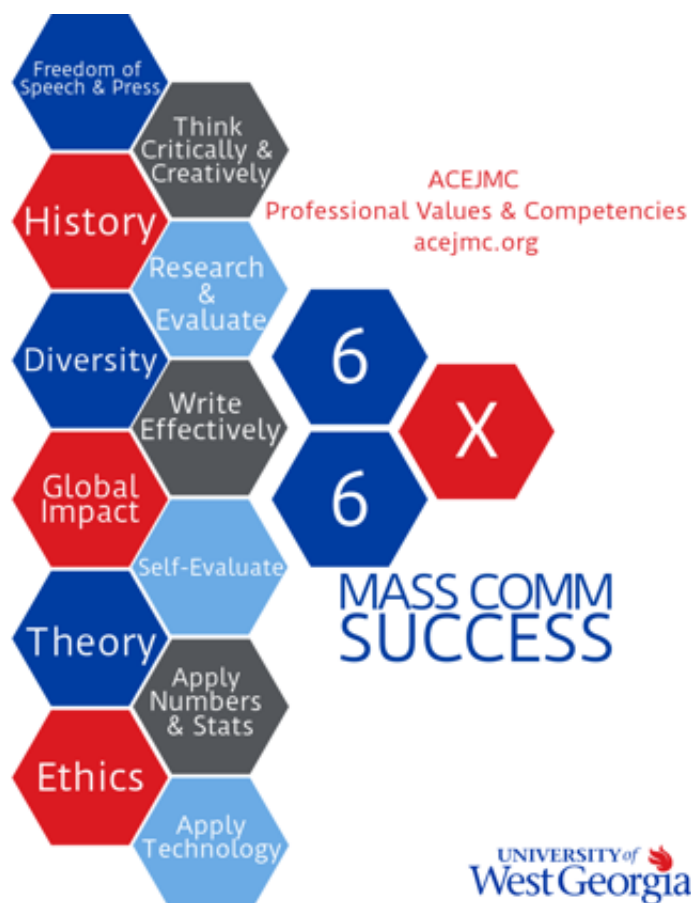 Freedom of
Speech & Press
Think
Critically &
Creatively
History
Research
&
Evaluate
Diversity
Write
Effectively
Global
Impact
Self-Evaluate
Theory
Apply
Numbers
& Stats
Ethics
Apply
Technology
ACEJMC
Professional Values & Competencies
acejmc.org
6
X
6
MASS COMM
SUCCESS
UNIVERSITY of
West Georgia